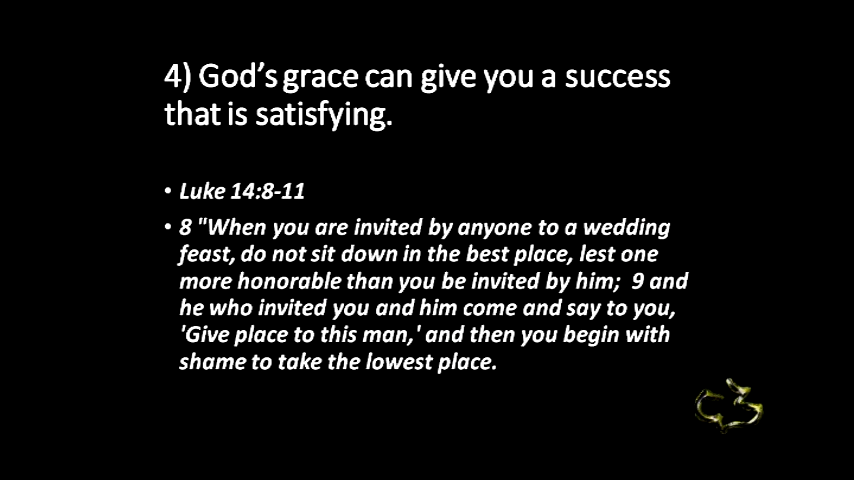 4) God's grace can give you a success
that is satisfying.
• Luke 14:8-11
• 8 "When you are invited by anyone to a wedding
feast, do not sit down in the best place, lest one
more honorable than you be invited by him;  9 and
he who invited you and him come and say to you,
'Give place to this man,' and then you begin with
shame to take the lowest place.
C3